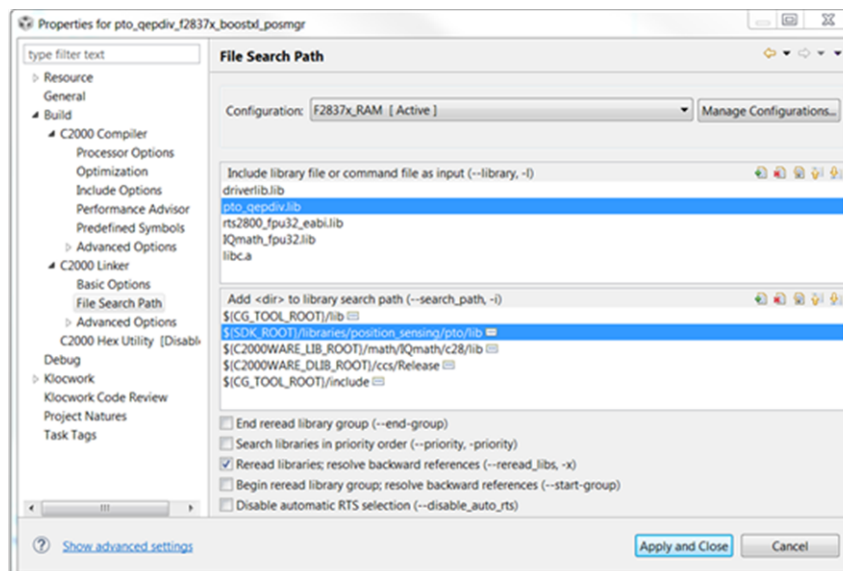 Properties for pto_qepdiv_f2837x_boostxl_posmgr
type filter text
Resource
General
Build
C2000 Compiler
Processor Options
Optimization
Include Options
Performance Advisor
Predefined Symbols
Advanced Options
C2000 Linker
Basic Options
File Search Path
Advanced Options
C2000 Hex Utility [Disabl
Debug
Klocwork
Klocwork Code Review
Project Natures
Task Tags
File Search Path
Configuration: F2837x_RAM [ Active ] Manage Configurations...
Include library file or command file as input (--library, -l)
driverlib.lib
pto_qepdiv.lib
rts2800_fpu32_eabi.lib
IQmath_fpu32.lib
libc.a
Add <dir> to library search path (--search_path, -i)
${CG_TOOL_ROOT}/lib
${SDK_ROOT}/libraries/position_sensing/pto/lib
${C2000WARE_LIB_ROOT}/math/IQmath/c28/lib
${C2000WARE_DLIB_ROOT}/ccs/Release
${CG_TOOL_ROOT}/include
End reread library group (--end-group)
Search libraries in priority order (--priority, -priority)
Reread libraries; resolve backward references (--reread_libs, -x)
Begin reread library group; resolve backward references (--start-group)
Disable automatic RTS selection (--disable_auto_rts)
Show advanced settings
Apply and Close Cancel